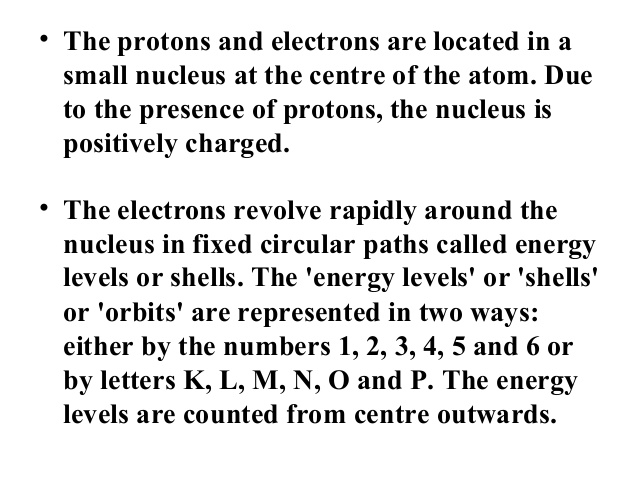 • The protons and electrons are located in a
small nucleus at the centre of the atom. Due
to the presence of protons, the nucleus is
positively charged.
• The electrons revolve rapidly around the
nucleus in fixed circular paths called energy
levels or shells. The 'energy levels' or 'shells'
or 'orbits' are represented in two ways:
either by the numbers 1, 2, 3, 4, 5 and 6 or
by letters K, L, M, N, O and P. The energy
levels are counted from centre outwards.